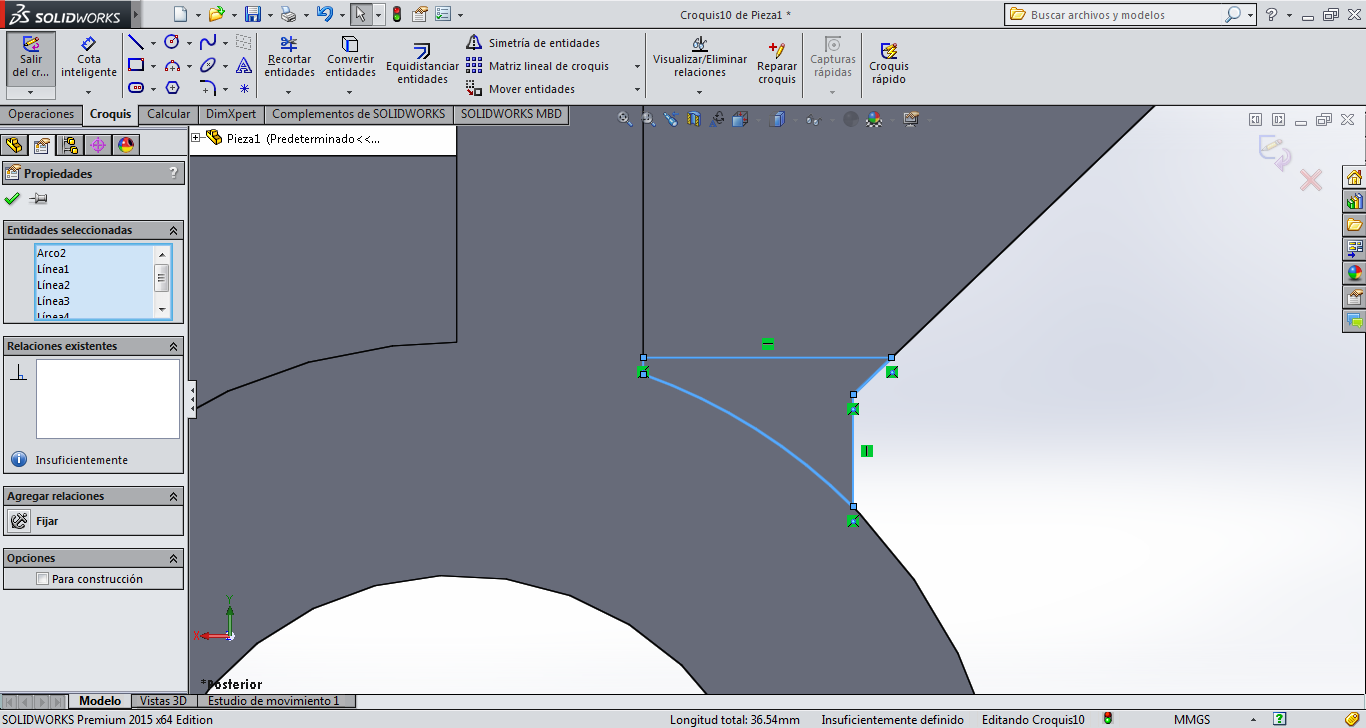 SOLIDWORKS
Croquis10 de Pieza1 *
Buscar archivos y modelos
Salir del cr...
Cota inteligente
Recortar entidades
Convertir entidades
Equidistanciar entidades
Simetría de entidades
Matriz lineal de croquis
Mover entidades
Visualizar/Eliminar relaciones
Reparar croquis
Capturas rápidas
Croquis rápido
Operaciones
Croquis
Calcular
DimXpert
Complementos de SOLIDWORKS
SOLIDWORKS MBD
Pieza1 (Predeterminado<<...
Propiedades
?
Entidades seleccionadas
Arco2
Línea1
Línea2
Línea3
Línea4
Relaciones existentes
Insuficientemente
Agregar relaciones
Fijar
Opciones
Para construcción
Y
X
*Posterior
Modelo
Vistas 3D
Estudio de movimiento 1
SOLIDWORKS Premium 2015 x64 Edition
Longitud total: 36.54mm
Insuficientemente definido
Editando Croquis10
MMGS